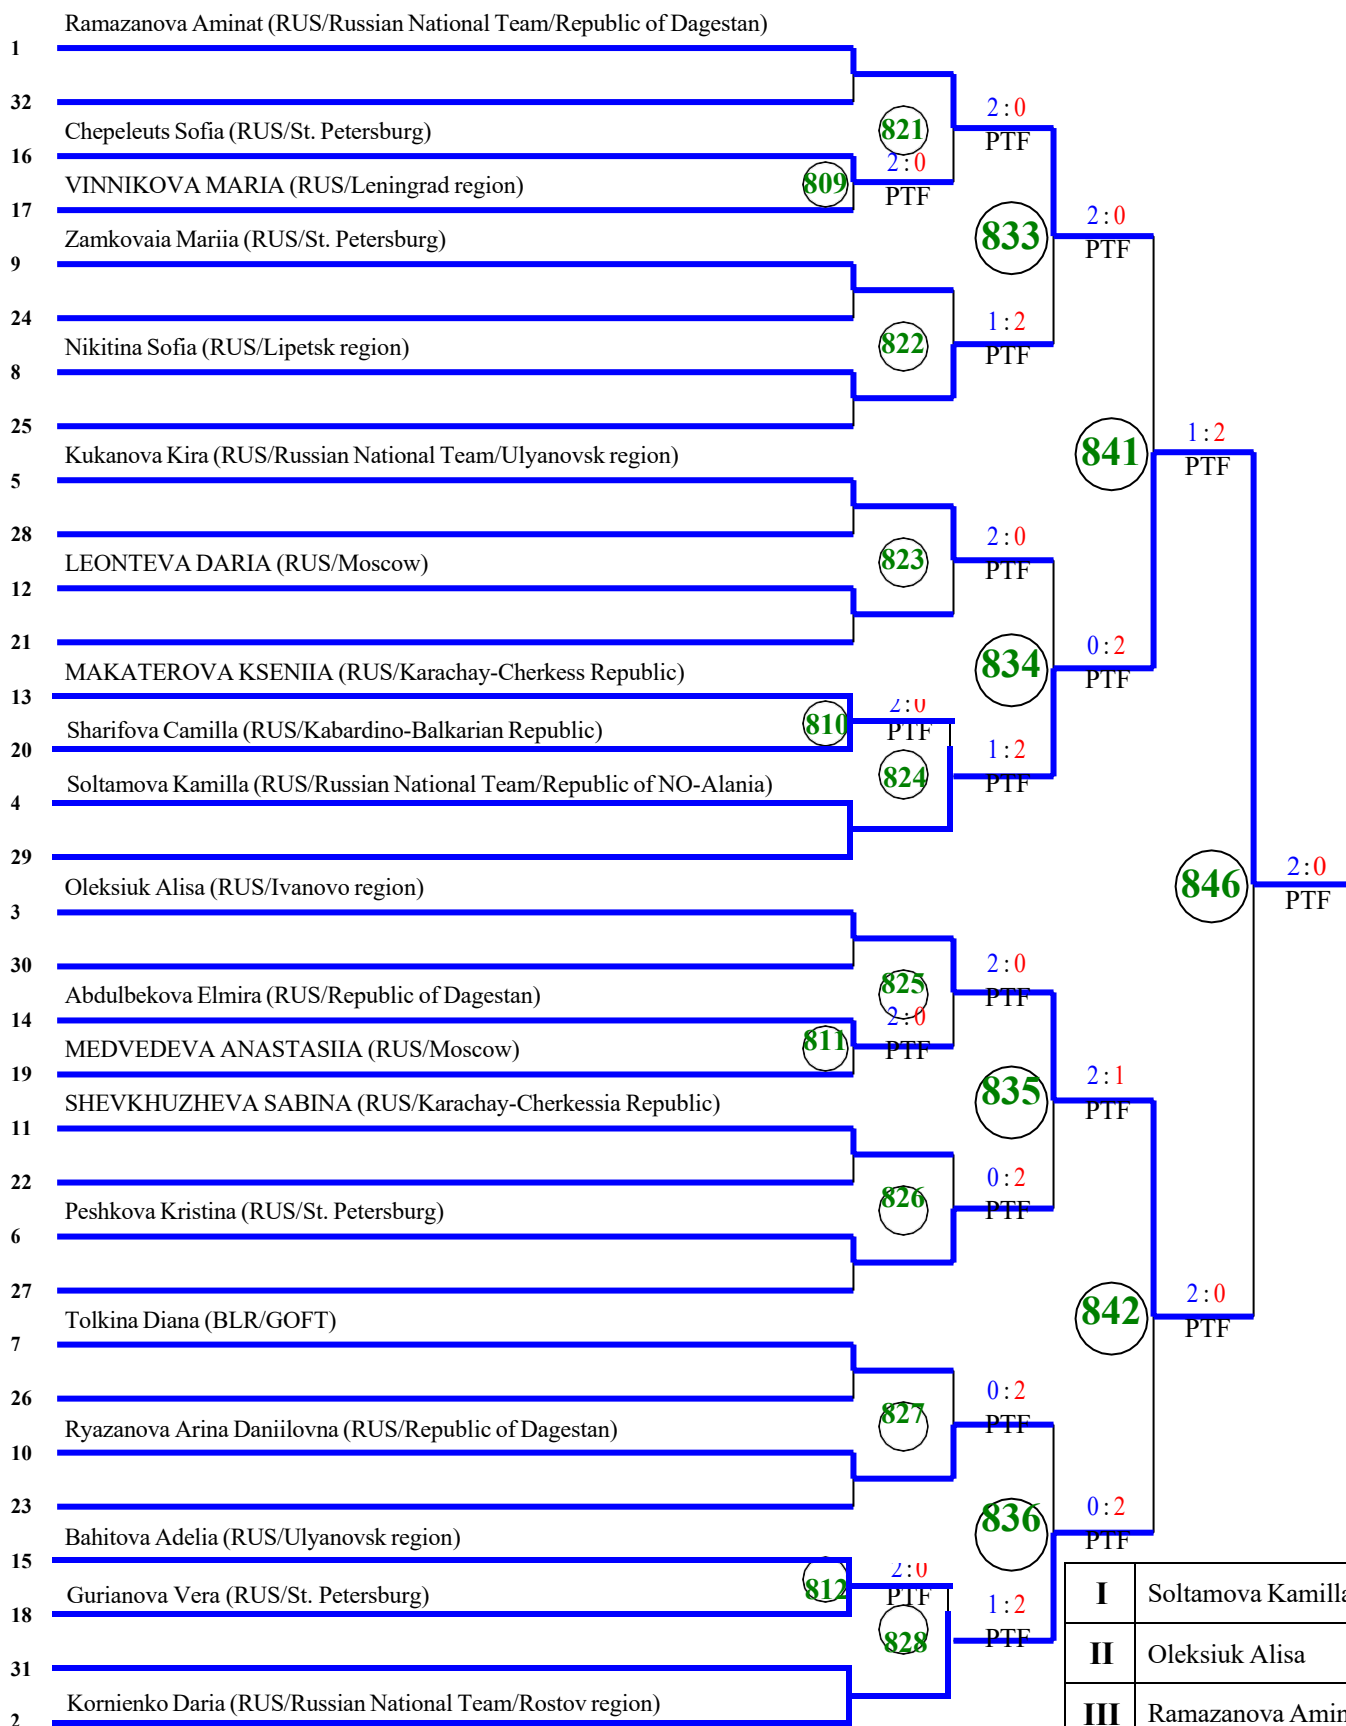 Ramazanova Aminat (RUS/Russian National Team/Republic of Dagestan)
1
32
2:0
Chepeleuts Sofia (RUS/St. Petersburg)
821
PTF
16
2:0
VINNIKOVA MARIA (RUS/Leningrad region)
809
PTF
17
2:0
Zamkovaia Mariia (RUS/St. Petersburg)
833
PTF
9
24
1:2
Nikitina Sofia (RUS/Lipetsk region)
822
PTF
8
25
1:2
Kukanova Kira (RUS/Russian National Team/Ulyanovsk region)
841
PTF
5
28
2:0
LEONTEVA DARIA (RUS/Moscow)
823
PTF
12
21
0:2
MAKATEROVA KSENIIA (RUS/Karachay-Cherkess Republic)
834
PTF
13
2:0
Sharifova Camilla (RUS/Kabardino-Balkarian Republic)
810
PTF
20
1:2
Soltamova Kamilla (RUS/Russian National Team/Republic of NO-Alania)
824
PTF
4
29
2:0
Oleksiuk Alisa (RUS/Ivanovo region)
846
PTF
3
30
2:0
Abdulbekova Elmira (RUS/Republic of Dagestan)
825
PTF
14
2:0
MEDVEDEVA ANASTASIIA (RUS/Moscow)
811
PTF
19
2:1
SHEVKHUZHEVA SABINA (RUS/Karachay-Cherkessia Republic)
835
PTF
11
22
0:2
Peshkova Kristina (RUS/St. Petersburg)
826
PTF
6
27
2:0
Tolkina Diana (BLR/GOFT)
842
PTF
7
26
0:2
Ryazanova Arina Daniilovna (RUS/Republic of Dagestan)
827
PTF
10
23
0:2
Bahitova Adelia (RUS/Ulyanovsk region)
836
PTF
15
2:0
Gurianova Vera (RUS/St. Petersburg)
812
PTF
18
1:2
828
PTF
31
Kornienko Daria (RUS/Russian National Team/Rostov region)
2
I Soltamova Kamilla
II Oleksiuk Alisa
III Ramazanova Amin